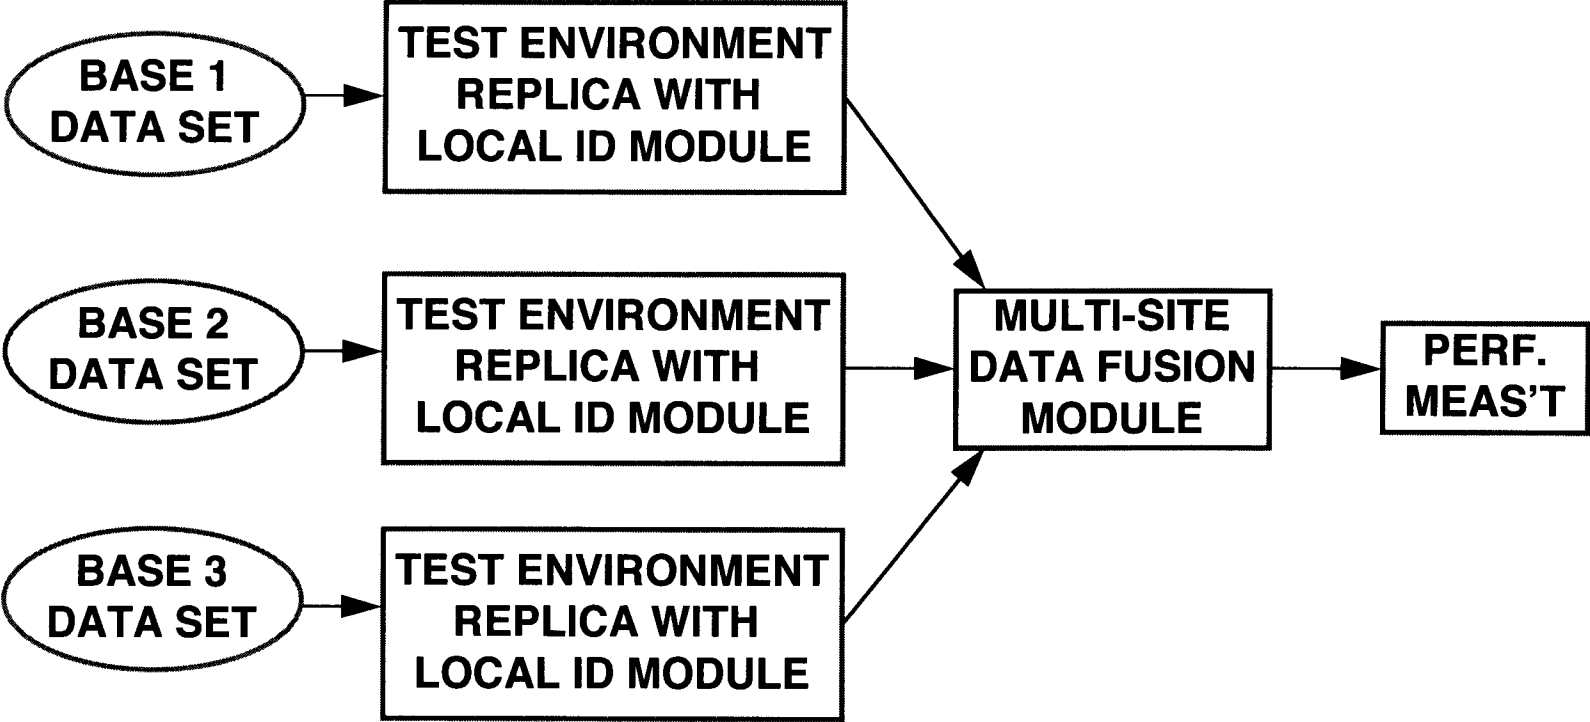 BASE 1
DATA SET
TEST ENVIRONMENT
REPLICA WITH
LOCAL ID MODULE
BASE 2
DATA SET
TEST ENVIRONMENT
REPLICA WITH
LOCAL ID MODULE
BASE 3
DATA SET
TEST ENVIRONMENT
REPLICA WITH
LOCAL ID MODULE
MULTI-SITE
DATA FUSION
MODULE
PERF.
MEAS'T